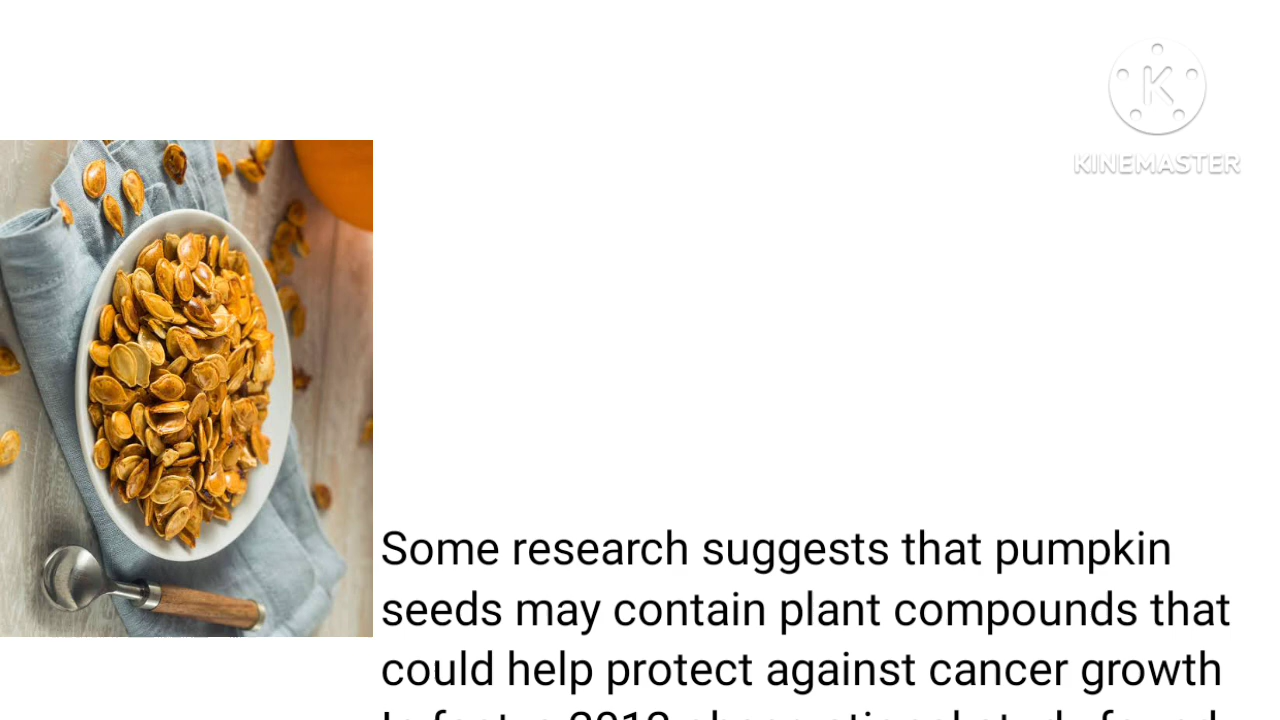 KINEMASTER
Some research suggests that pumpkin
seeds may contain plant compounds that
could help protect against cancer growth